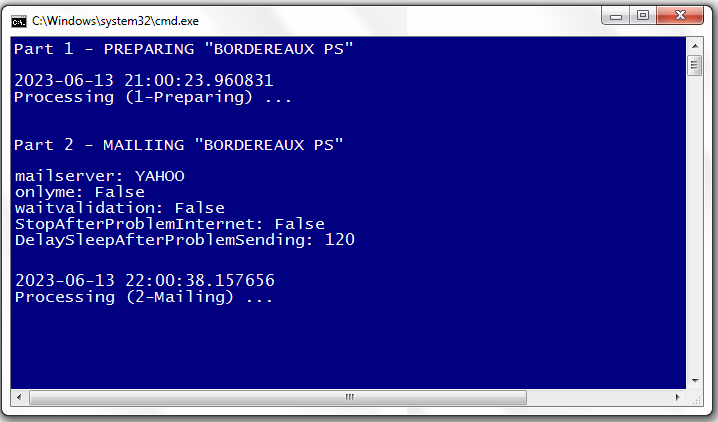 C:\Windows\system32\cmd.exe
Part 1 - PREPARING "BORDEREAUX PS"
2023-06-13 21:00:23.960831
Processing (1-Preparing) ...
Part 2 - MAILIING "BORDEREAUX PS"
mailserver: YAHOO
onlyme: False
waitvalidation: False
StopAfterProblemInternet: False
DelaySleepAfterProblemSending: 120
2023-06-13 22:00:38.157656
Processing (2-Mailing) ...